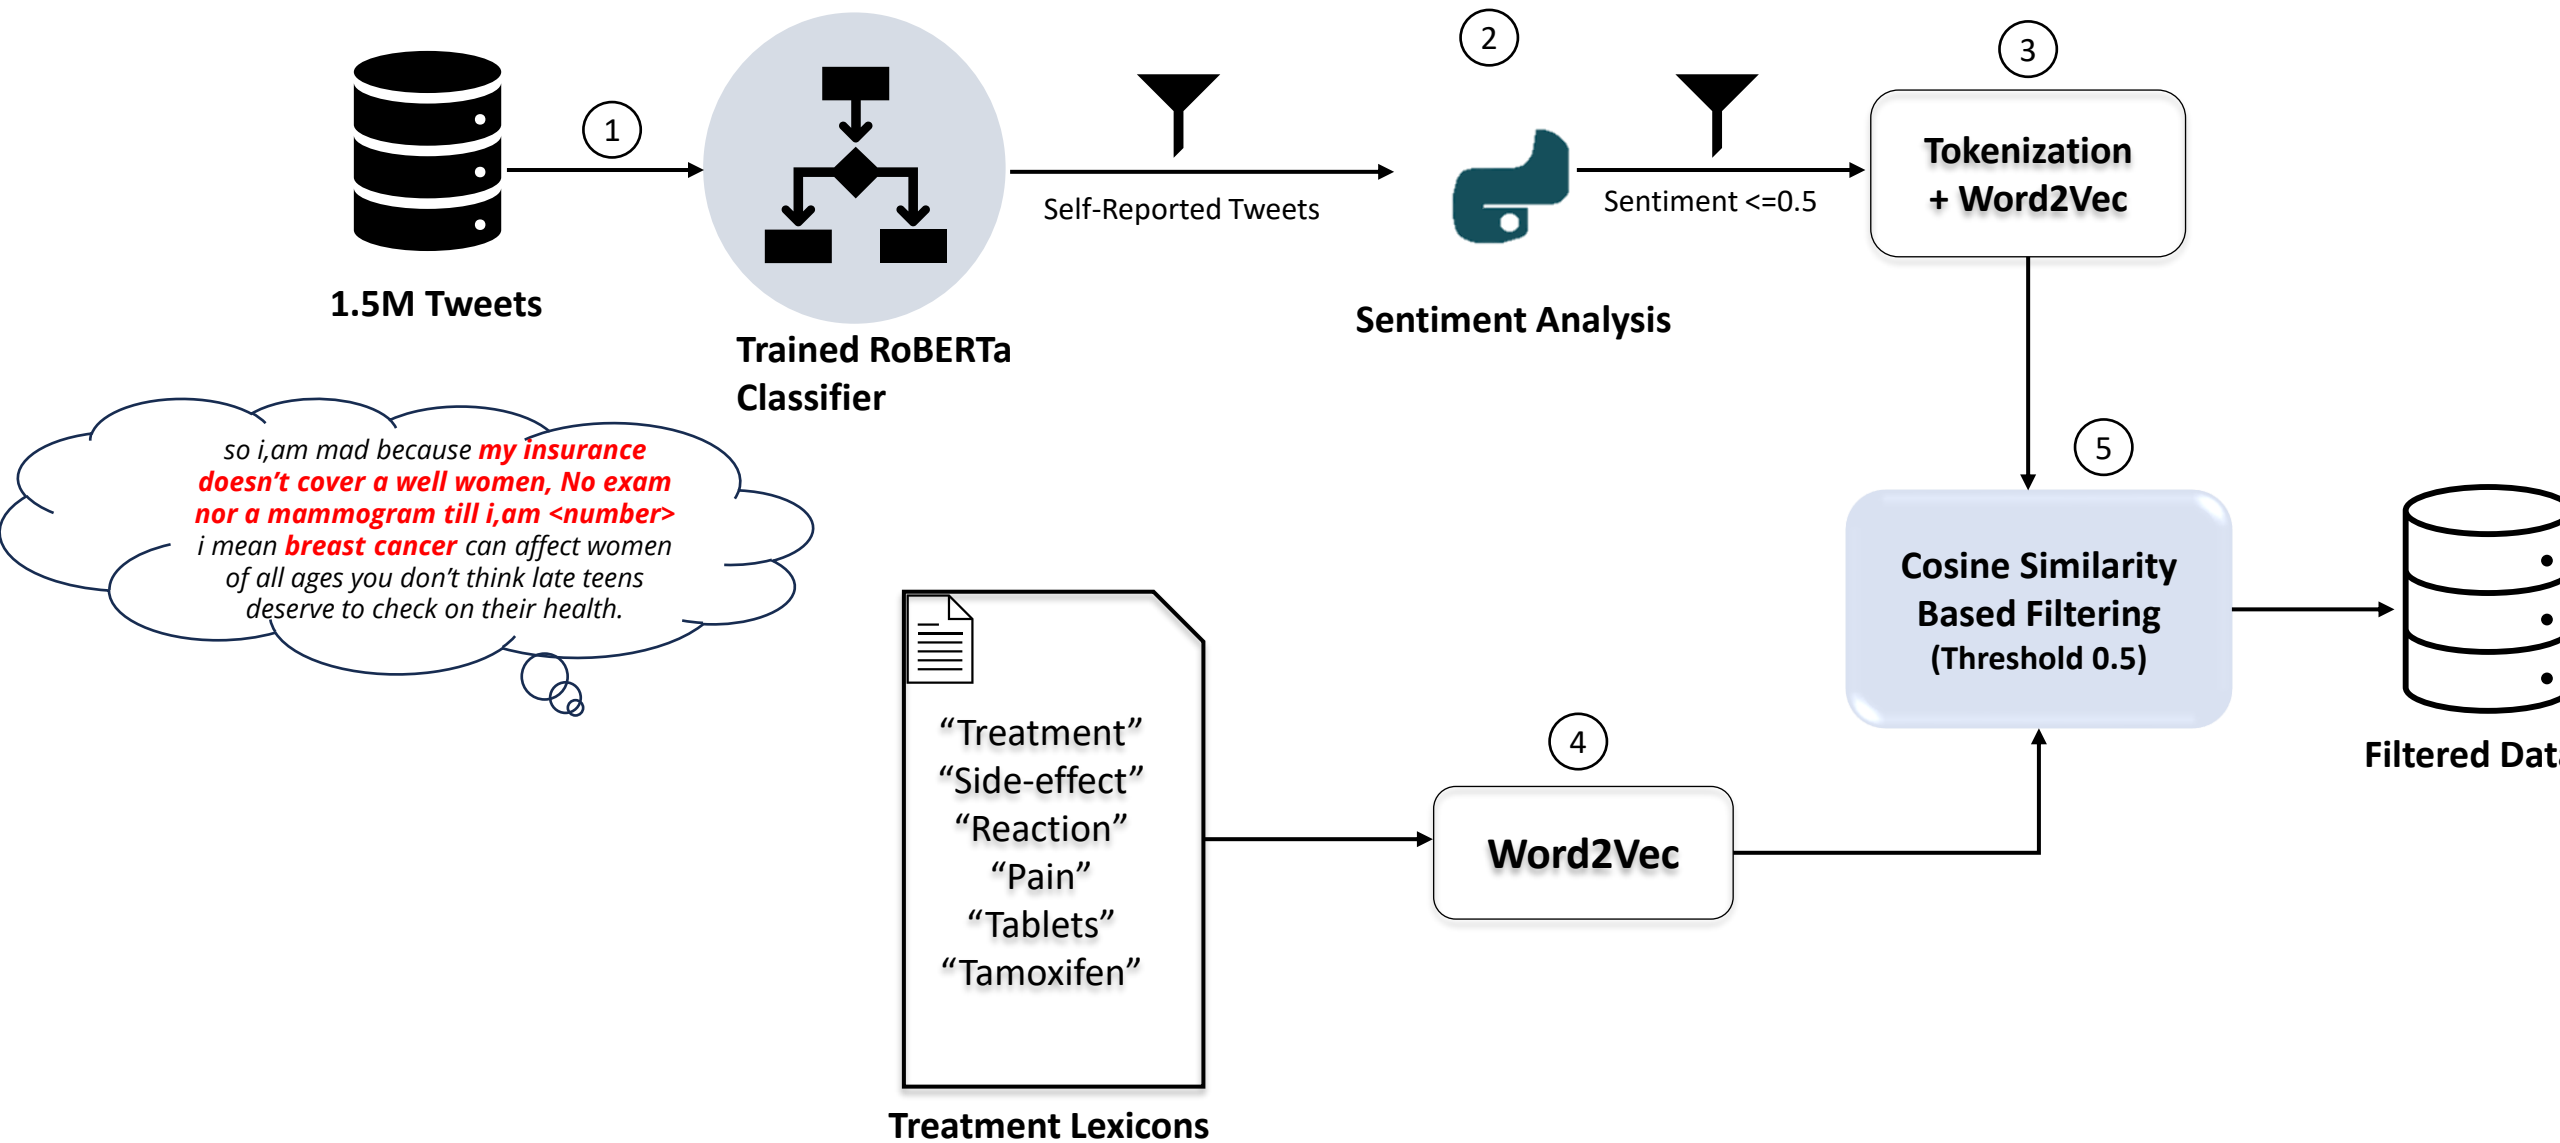 1
2
3
1.5M Tweets
Trained RoBERTa
Classifier
Self-Reported Tweets
Sentiment Analysis
Sentiment <=0.5
Tokenization
+ Word2Vec
so i,am mad because my insurance
doesn’t cover a well women, No exam
nor a mammogram till i,am <number>
i mean breast cancer can affect women
of all ages you don’t think late teens
deserve to check on their health.
5
Cosine Similarity
Based Filtering
(Threshold 0.5)
Filtered Dat
“Treatment”
“Side-effect”
“Reaction”
“Pain”
“Tablets”
“Tamoxifen”
Treatment Lexicons
4
Word2Vec